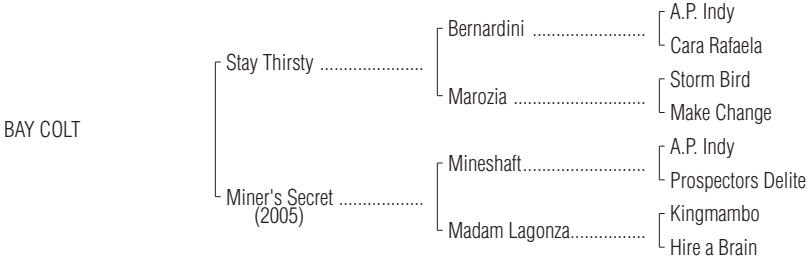 A.P. Indy
Bernardini ..............................
Cara Rafaela
Stay Thirsty ......................
Storm Bird
Marozia ...................................
Make Change
BAY COLT
A.P. Indy
Mineshaft................................
Prospectors Delite
Miner's Secret ..................
(2005)
Kingmambo
Madam Lagonza....................
Hire a Brain